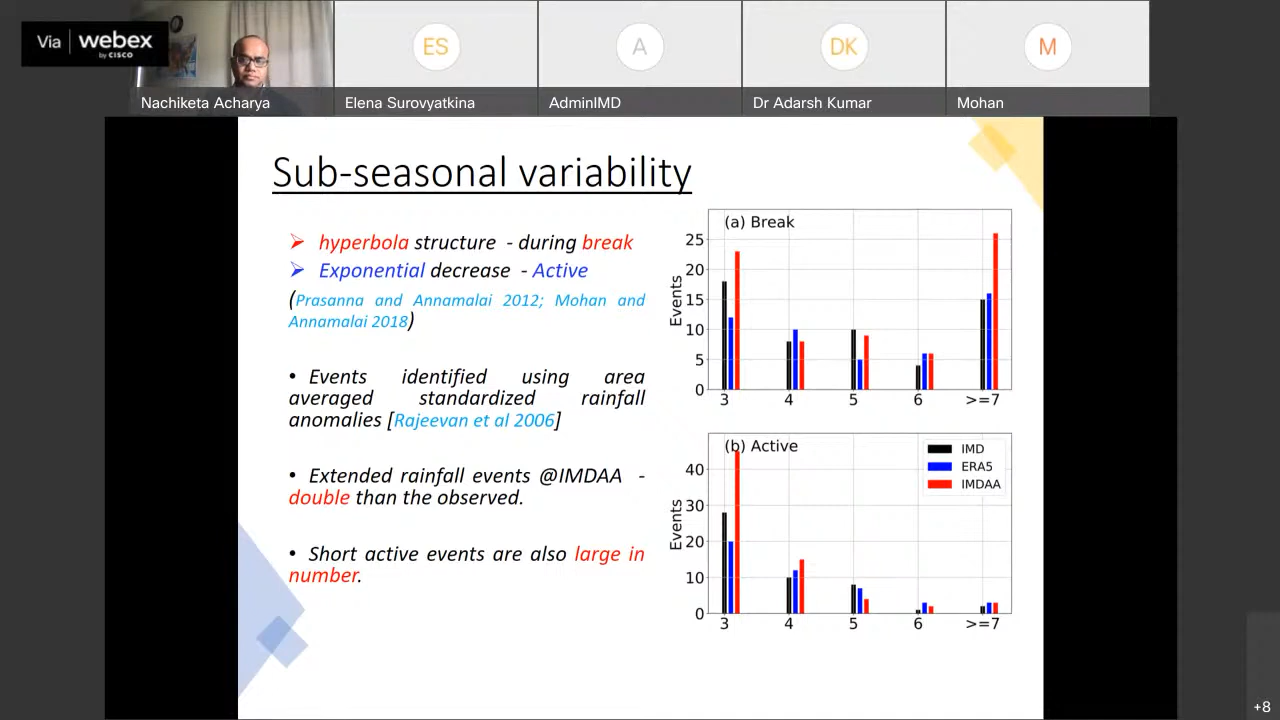 Via webex
by CISCO
ES
A
DK
M
Nachiketa Acharya
Elena Surovyatkina
AdminIMD
Dr Adarsh Kumar
Mohan
Sub-seasonal variability
➢ hyperbola structure - during break
➢ Exponential decrease - Active
(Prasanna and Annamalai 2012; Mohan and
Annamalai 2018)
• Events identified using area
averaged standardized rainfall
anomalies [Rajeevan et al 2006]
• Extended rainfall events @IMDAA -
double than the observed.
• Short active events are also large in
number.
(a) Break
Events
25
20
15
10
5
0
3 4 5 6 >=7
(b) Active
IMD
ERA5
IMDAA
Events
40
30
20
10
0
3 4 5 6 >=7
+8